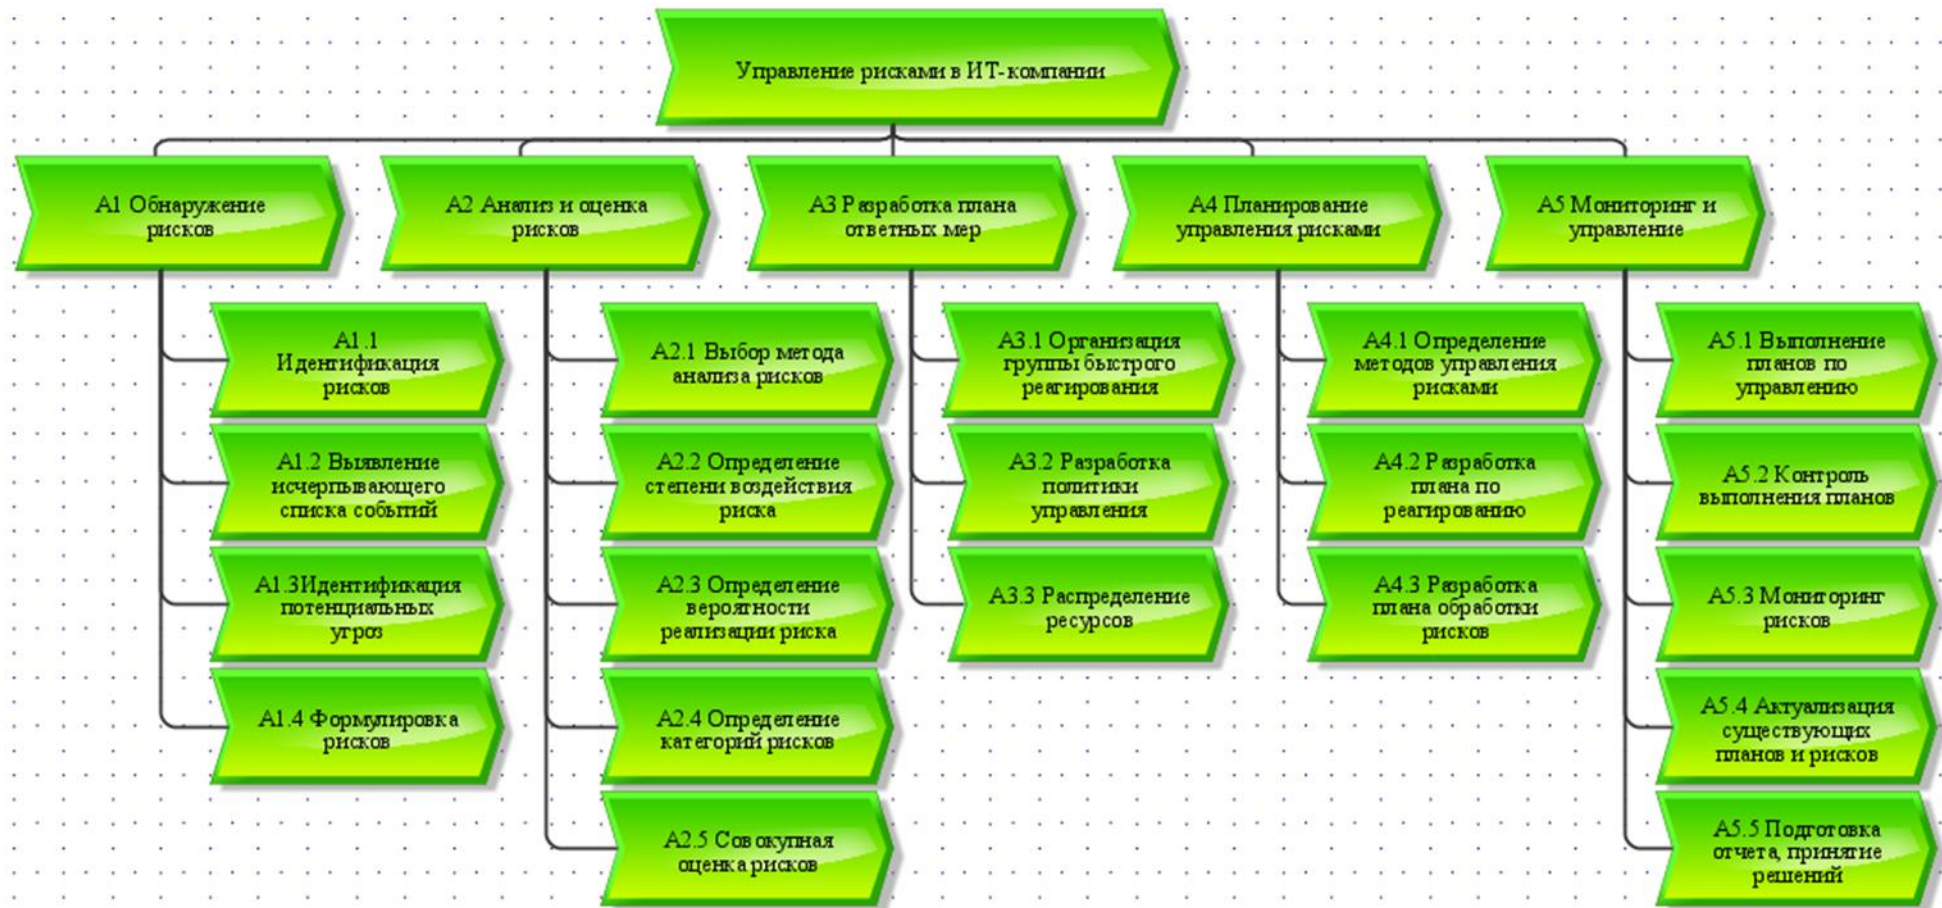 Управление рисками в ИТ-компании
А1 Обнаружение
рисков
А2 Анализ и оценка
рисков
А3 Разработка плана
ответных мер
А4 Планирование
управления рисками
А5 Мониторинг и
управление
А1.1
Идентификация
рисков
А1.2 Выявление
исчерпывающего
списка событий
А1.3Идентификация
потенциальных
угроз
А1.4 Формулировка
рисков
А2.1 Выбор метода
анализа рисков
А2.2 Определение
степени воздействия
риска
А2.3 Определение
вероятности
реализации риска
А2.4 Определение
категорий рисков
А2.5 Совокупная
оценка рисков
А3.1 Организация
группы быстрого
реагирования
А3.2 Разработка
политики
управления
А3.3 Распределение
ресурсов
А4.1 Определение
методов управления
рисками
А4.2 Разработка
плана по
реагированию
А4.3 Разработка
плана обработки
рисков
А5.1 Выполнение
планов по
управлению
А5.2 Контроль
выполнения планов
А5.3 Мониторинг
рисков
А5.4 Актуализация
существующих
планов и рисков
А5.5 Подготовка
отчета, принятие
решений